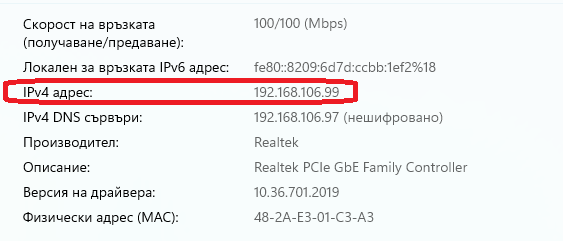 Скорост на връзката 100/100 (Mbps)
(получаване/предаване):
Локален за връзката IPv6 адрес: fe80::8209:6d7d:ccbb:1ef2%18
IPv4 адрес: 192.168.106.99
IPv4 DNS сървъри: 192.168.106.97 (нешифровано)
Производител: Realtek
Описание: Realtek PCIe GbE Family Controller
Версия на драйвера: 10.36.701.2019
Физически адрес (MAC): 48-2A-E3-01-C3-A3